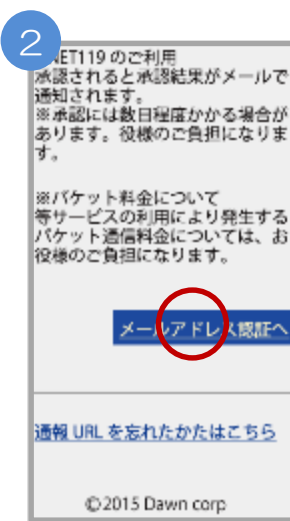 2
NET119 のご利用
承認されると承認結果がメールで
通知されます。
※承認には数日程度かかる場合が
あります。役様のご負担になりま
す。
※パケット料金について
等サービスの利用により発生する
パケット通信料金については、お
役様のご負担になります。
メールアドレス認証へ
通報 URL を忘れたかたはこちら
©2015 Dawn corp